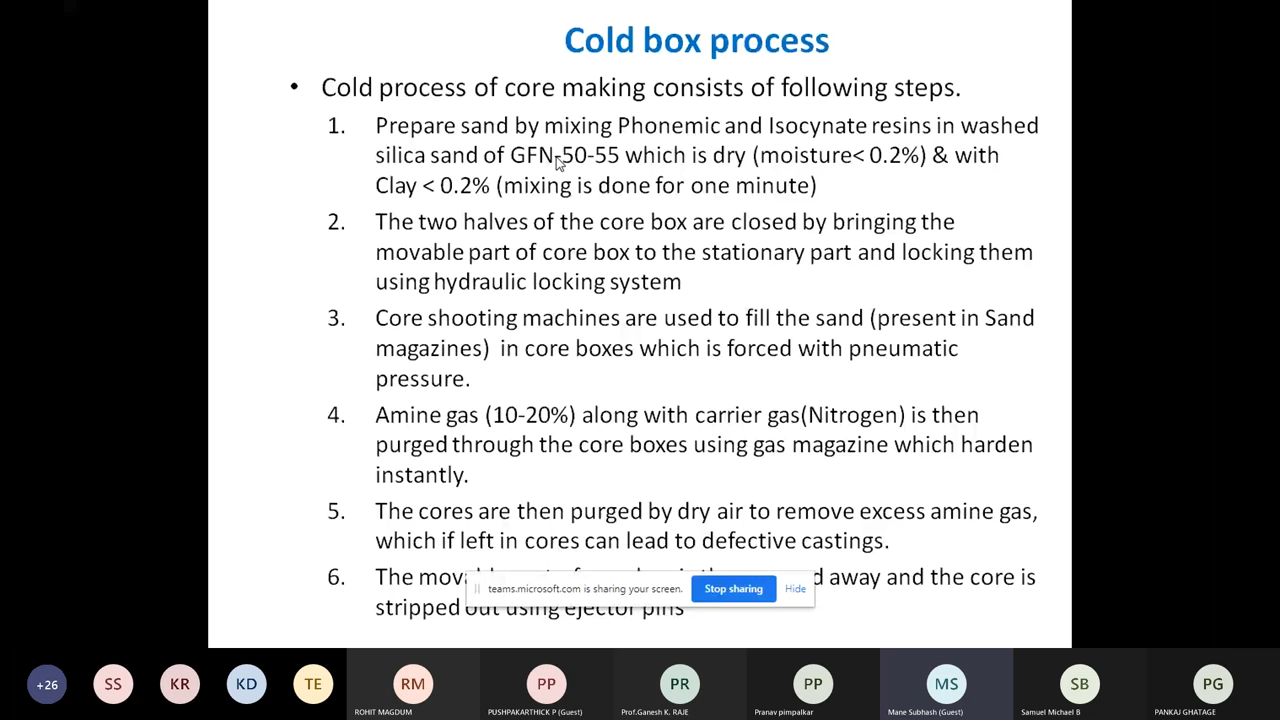 Cold box process
• Cold process of core making consists of following steps.
1. Prepare sand by mixing Phonemic and Isocynate resins in washed
silica sand of GFN-50-55 which is dry (moisture< 0.2%) & with
Clay < 0.2% (mixing is done for one minute)
2. The two halves of the core box are closed by bringing the
movable part of core box to the stationary part and locking them
using hydraulic locking system
3. Core shooting machines are used to fill the sand (present in Sand
magazines) in core boxes which is forced with pneumatic
pressure.
4. Amine gas (10-20%) along with carrier gas(Nitrogen) is then
purged through the core boxes using gas magazine which harden
instantly.
5. The cores are then purged by dry air to remove excess amine gas,
which if left in cores can lead to defective castings.
6. The away and the core is
teams.microsoft.com is sharing your screen. Stop sharing Hide
stripped out using ejector pins
+26 SS KR KD TE RM PP PR PP MS SB PG
ROHIT MAGDUM PUSHPAKARTHICK P (Guest) Prof.Ganesh K. RAJE Pranav pimpalkar Mane Subhash (Guest) Samuel Michael B PANKAJ GHATAGE